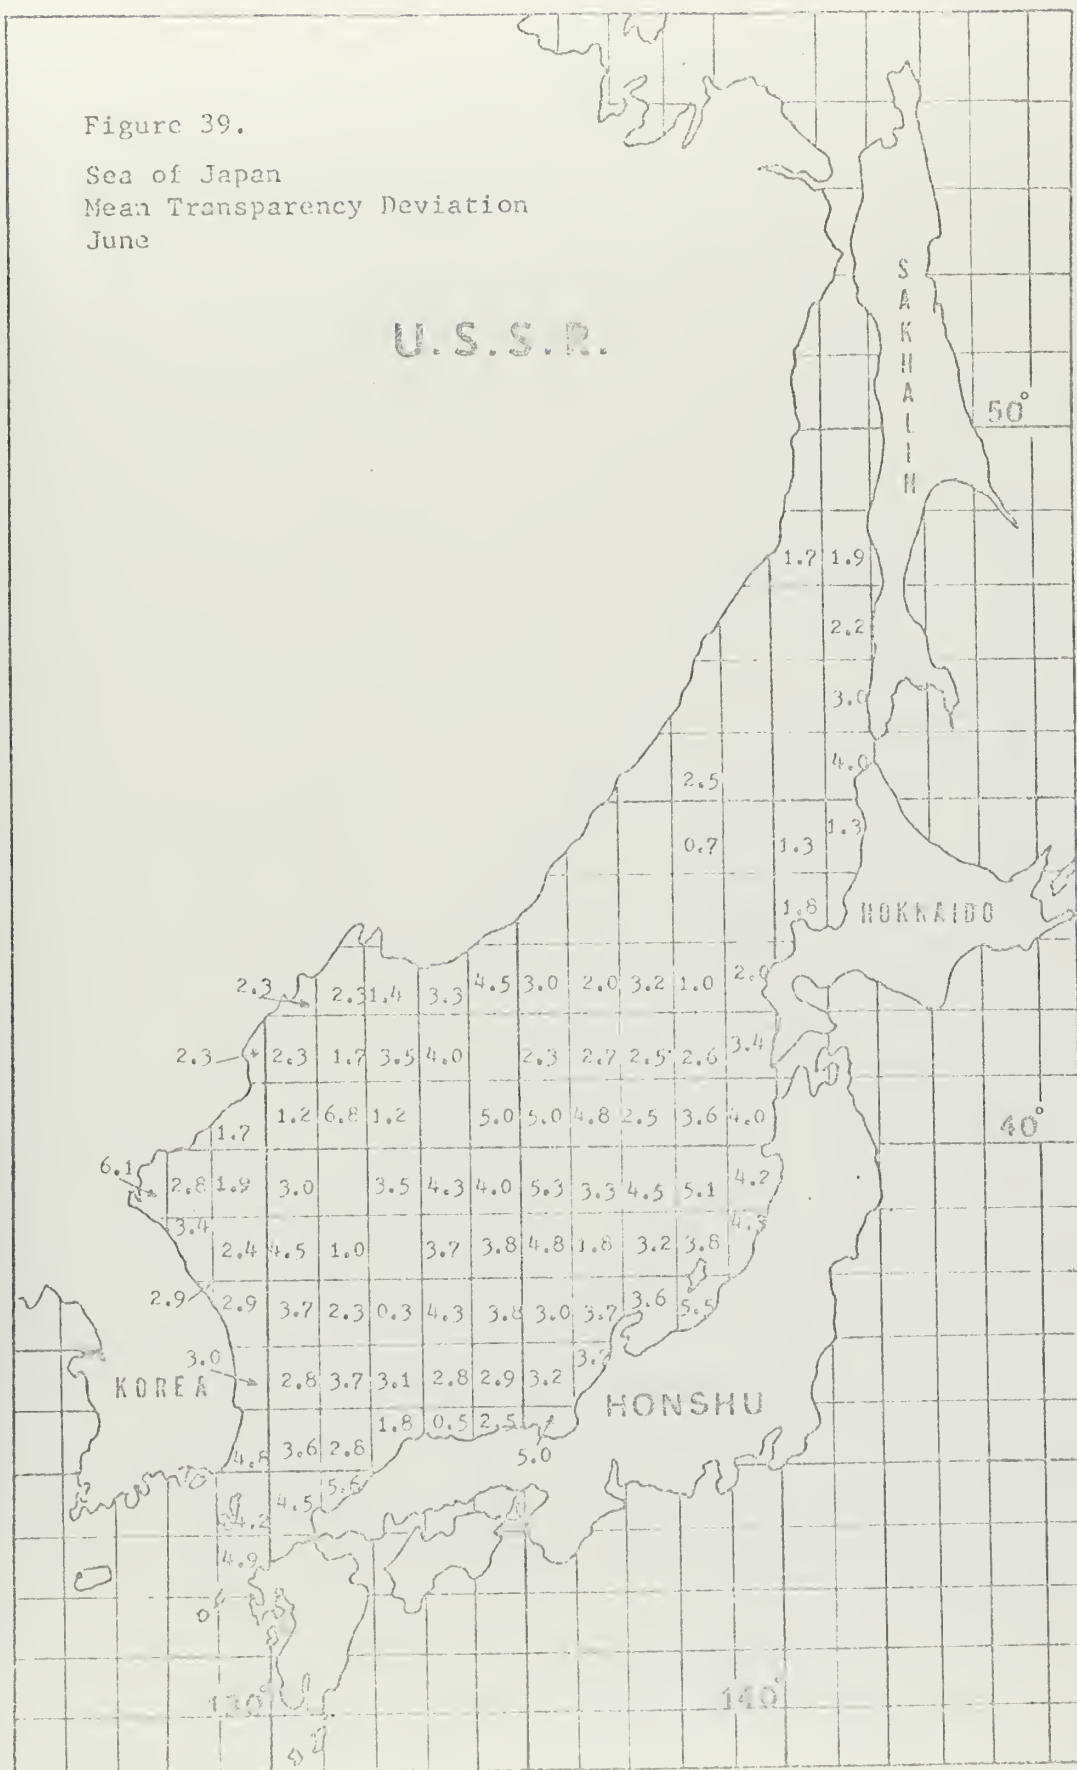 Figure 39.
Sea of Japan
Mean Transparency Deviation
June
U.S.S.R.
SAKHALIN
50°
1.7 1.9
2.2
3.0
4.0
2.5
0.7 1.3 1.3
1.8 HOKKAIDO
2.3 2.3 1.4 3.3 4.5 3.0 2.0 3.2 1.0 2.0
2.3 2.3 1.7 3.5 4.0 2.3 2.7 2.5 2.6 3.4
1.7 1.2 6.8 1.2 5.0 5.0 4.8 2.5 3.6 4.0 40°
6.1 2.8 1.9 3.0 3.5 4.3 4.0 5.3 3.3 4.5 5.1 4.2
3.4 2.4 4.5 1.0 3.7 3.8 4.8 1.8 3.2 3.8 4.3
2.9 2.9 3.7 2.3 0.3 4.3 3.8 3.0 3.7 3.6 5.5
KOREA 3.0 2.8 3.7 3.1 2.8 2.9 3.2
HONSHU
4.8 3.6 2.8 1.8 0.5 2.5 5.0
4.2 4.5 5.6
4.9
130° 140°